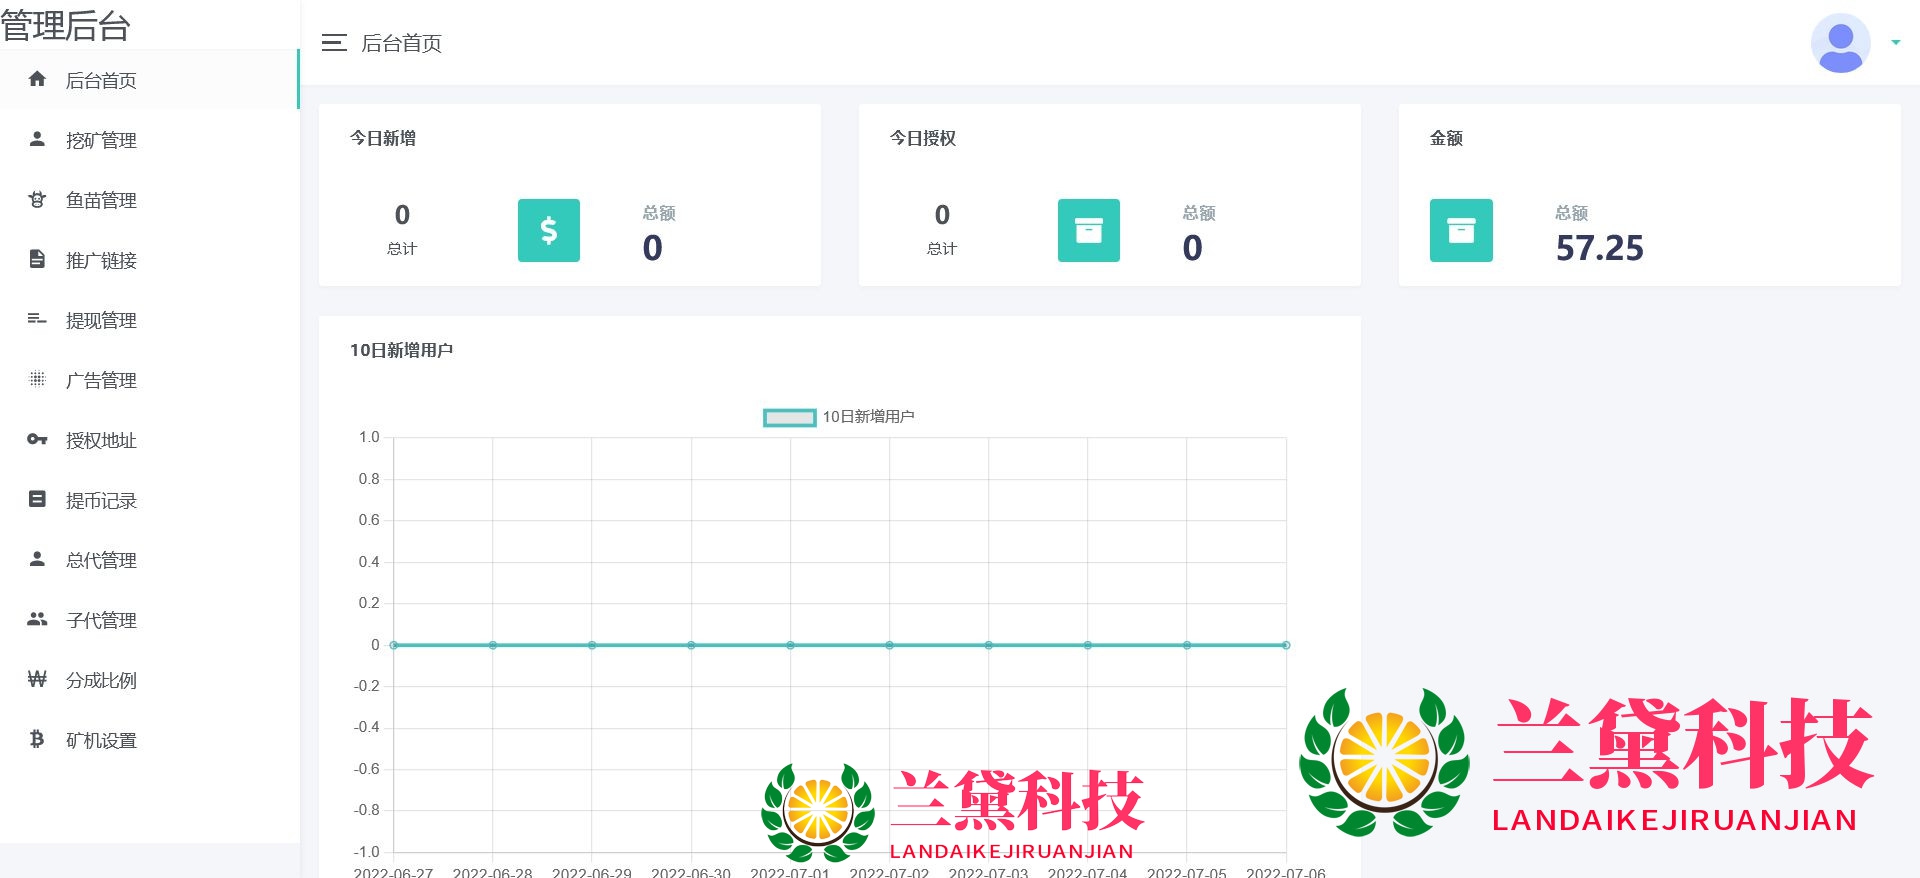 管理后台
后台首页
后台首页
挖矿管理
鱼苗管理
推广链接
提现管理
广告管理
授权地址
提币记录
总代管理
子代管理
分成比例
矿机设置
今日新增
0
总计
总额
0
今日授权
0
总计
总额
0
金额
总额
57.25
10日新增用户
10日新增用户
1.0
0.8
0.6
0.4
0.2
0
-0.2
-0.4
-0.6
-0.8
-1.0
2022-06-27 2022-06-28 2022-06-29 2022-06-30 2022-07-01 2022-07-02 2022-07-03 2022-07-04 2022-07-05 2022-07-06
兰黛科技
LANDAIKEJIRUANJIAN
兰黛科技
LANDAIKEJIRUANJIAN